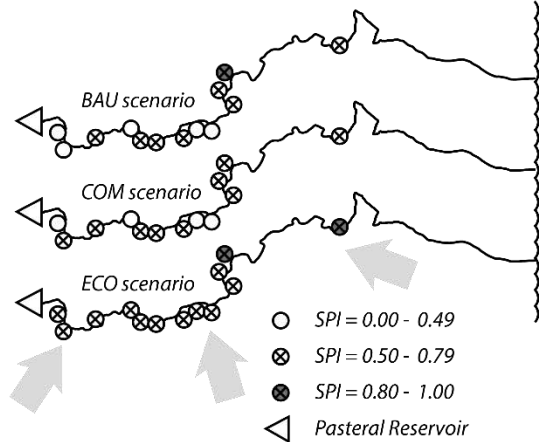 BAU scenario
COM scenario
ECO scenario
SPI = 0.00 - 0.49
SPI = 0.50 - 0.79
SPI = 0.80 - 1.00
Pasteral Reservoir